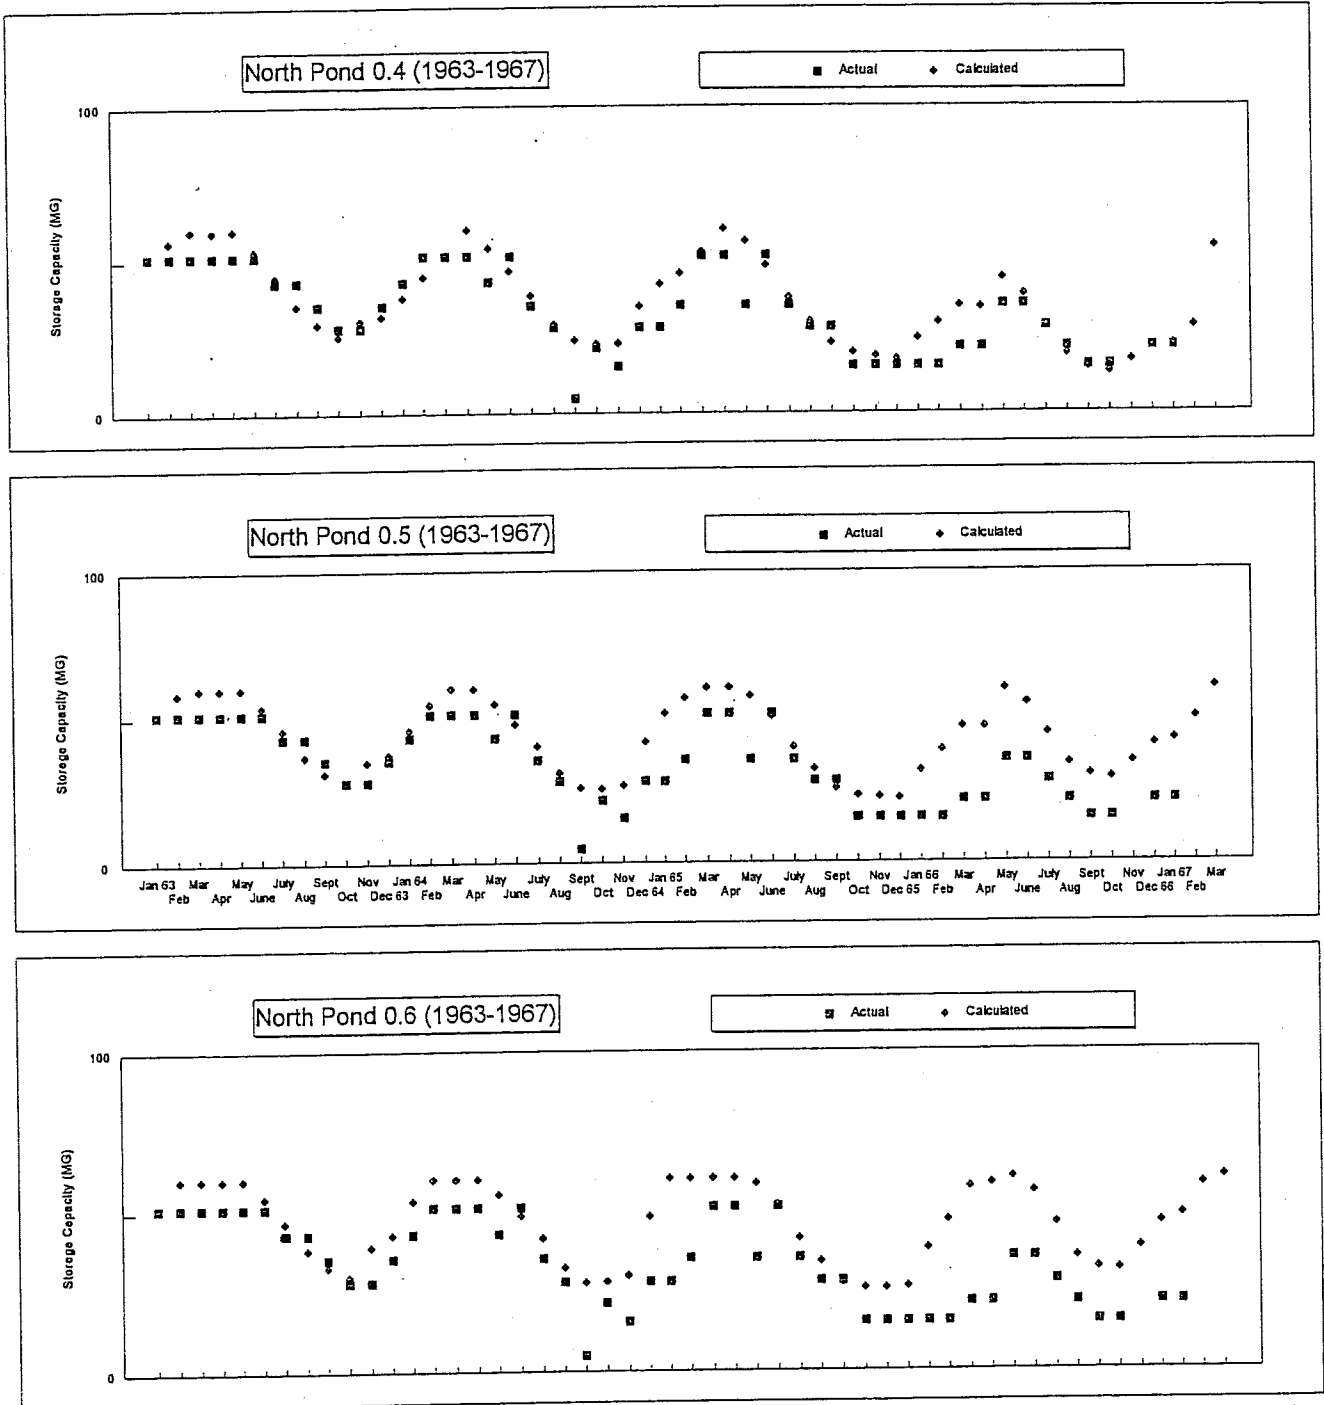 North Pond 0.4 (1963-1967)
Actual Calculated
100
Storage Capacity (MG)
0
North Pond 0.5 (1963-1967)
Actual Calculated
100
Storage Capacity (MG)
0
Jan 63 Mar May July Sept Nov Jan 64 Mar May July Sept Nov Jan 65 Mar May July Sept Nov Jan 66 Mar May July Sept Nov Jan 67 Mar
Feb Apr June Aug Oct Dec 63 Feb Apr June Aug Oct Dec 64 Feb Apr June Aug Oct Dec 65 Feb Apr June Aug Oct Dec 66 Feb
North Pond 0.6 (1963-1967)
Actual Calculated
100
Storage Capacity (MG)
0